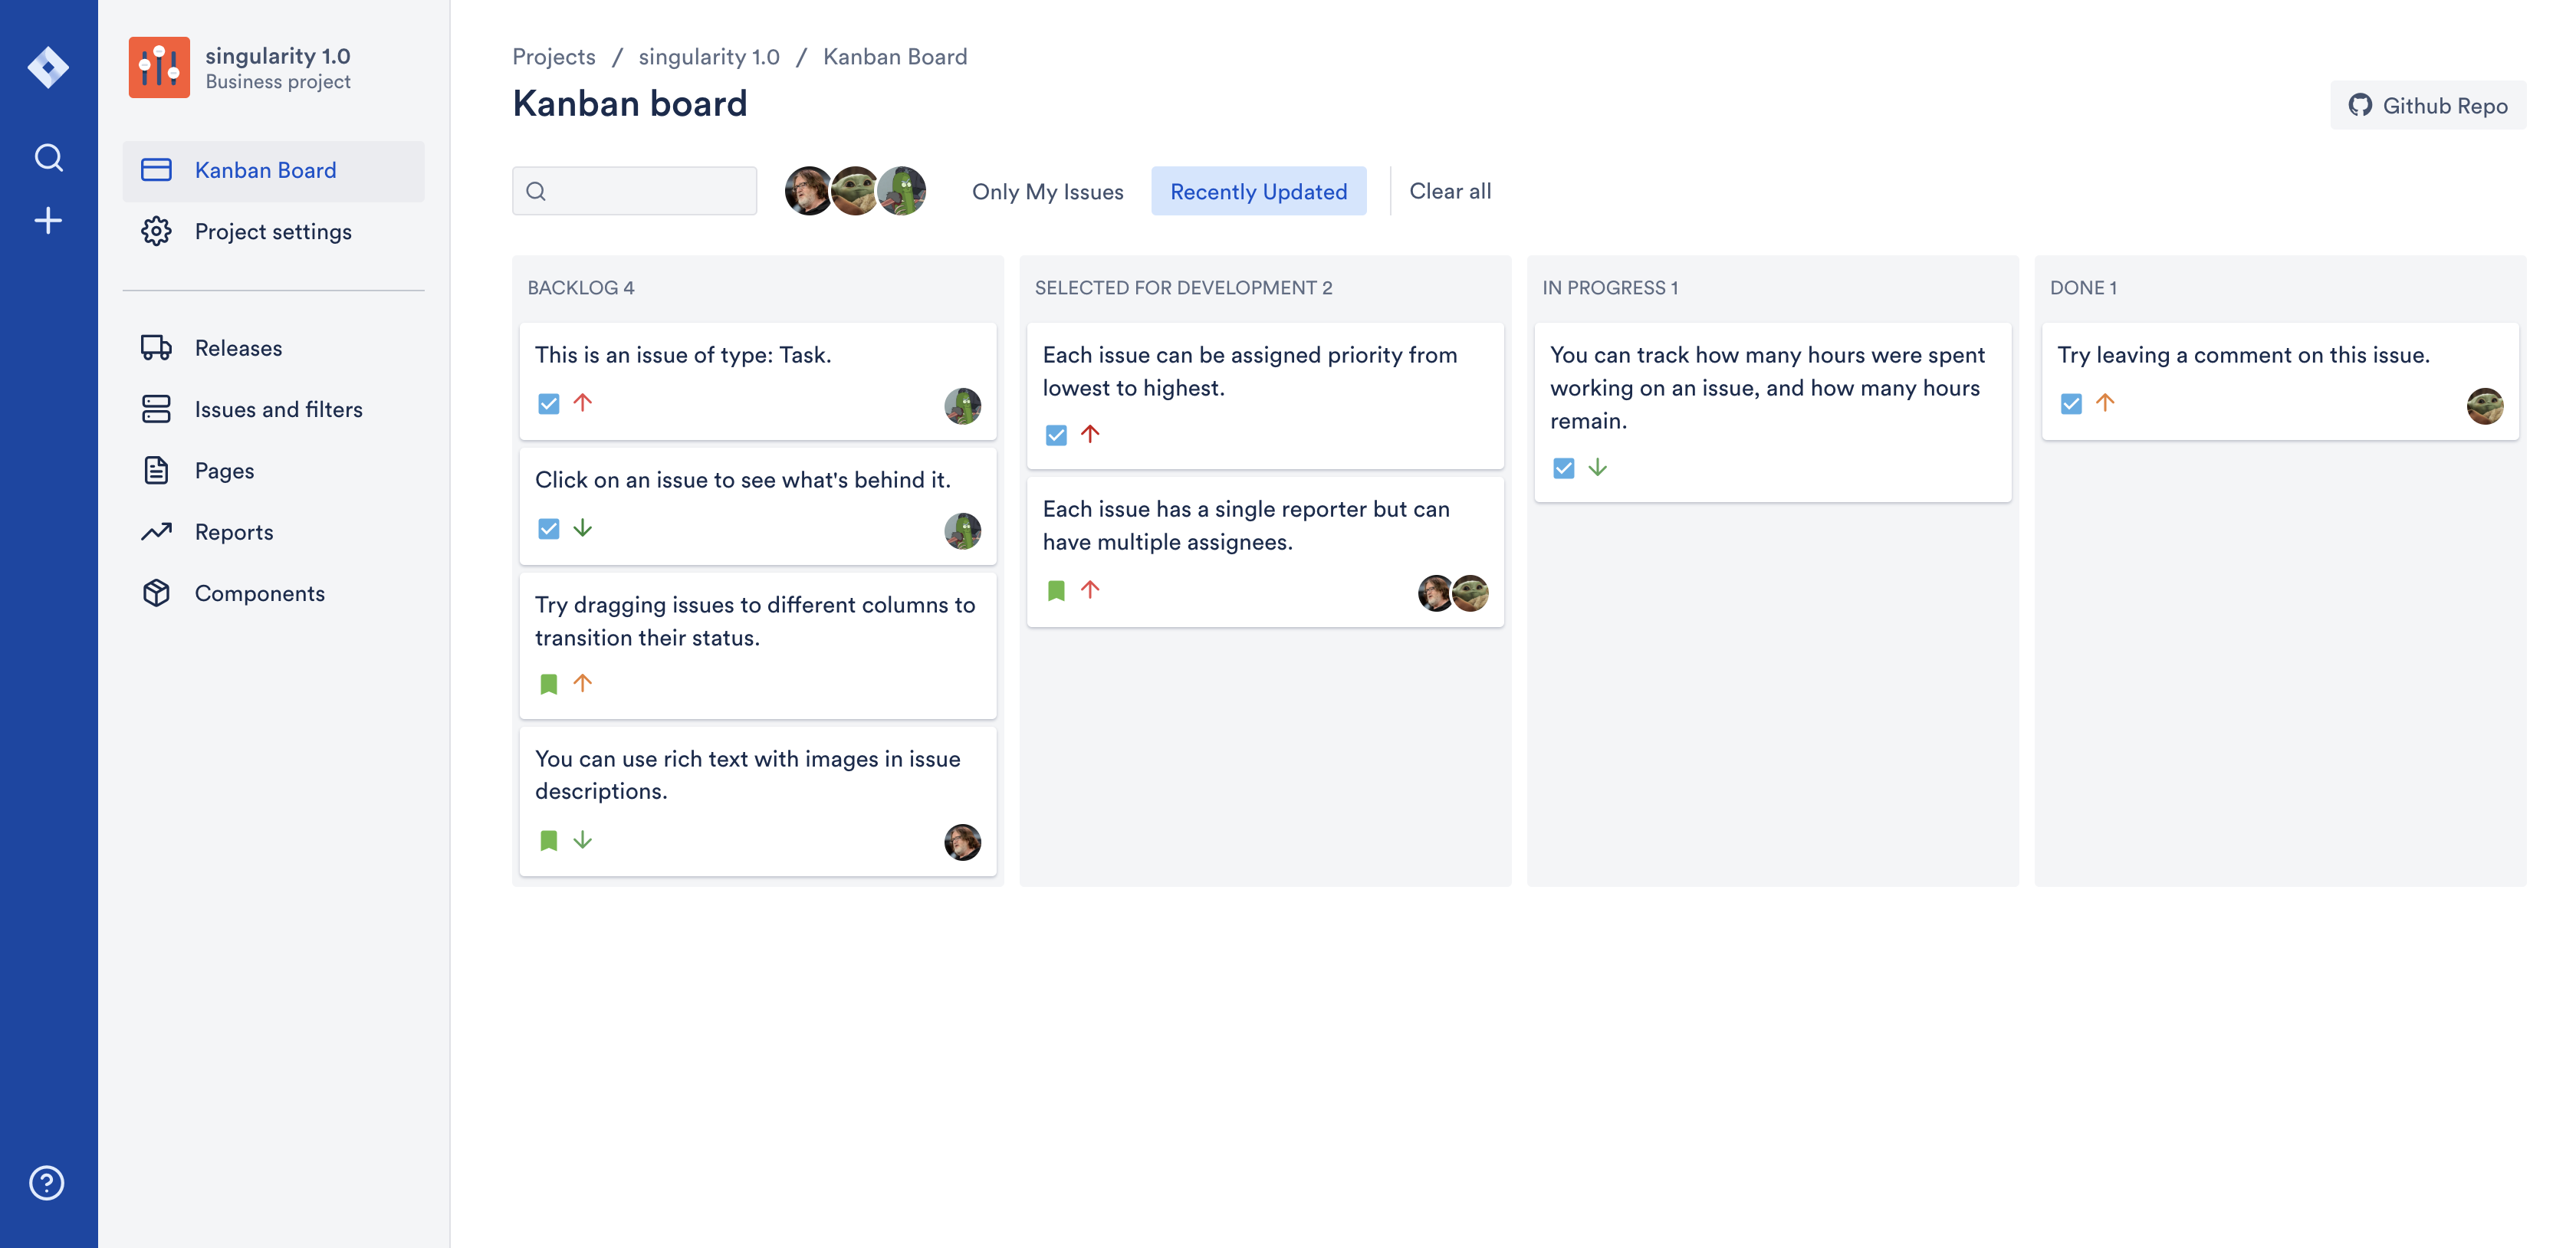 singularity 1.0
Business project
Kanban Board
Project settings
Releases
Issues and filters
Pages
Reports
Components
Projects / singularity 1.0 / Kanban Board
Kanban board
Github Repo
Only My Issues
Recently Updated
Clear all
BACKLOG 4
This is an issue of type: Task.
Click on an issue to see what's behind it.
Try dragging issues to different columns to
transition their status.
You can use rich text with images in issue
descriptions.
SELECTED FOR DEVELOPMENT 2
Each issue can be assigned priority from
lowest to highest.
Each issue has a single reporter but can
have multiple assignees.
IN PROGRESS 1
You can track how many hours were spent
working on an issue, and how many hours
remain.
DONE 1
Try leaving a comment on this issue.